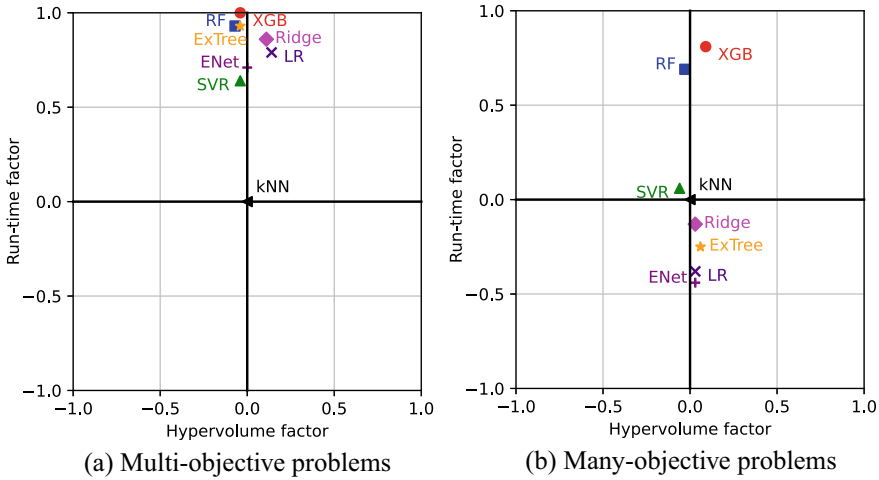 1.0
0.5
0.0
−0.5
−1.0
Run-time factor
RF
XGB
ExTree
Ridge
LR
ENet
SVR
kNN
−1.0 −0.5 0.0 0.5 1.0
Hypervolume factor
(a) Multi-objective problems
1.0
0.5
0.0
−0.5
−1.0
Run-time factor
XGB
RF
kNN
SVR
Ridge
ExTree
ENet LR
−1.0 −0.5 0.0 0.5 1.0
Hypervolume factor
(b) Many-objective problems